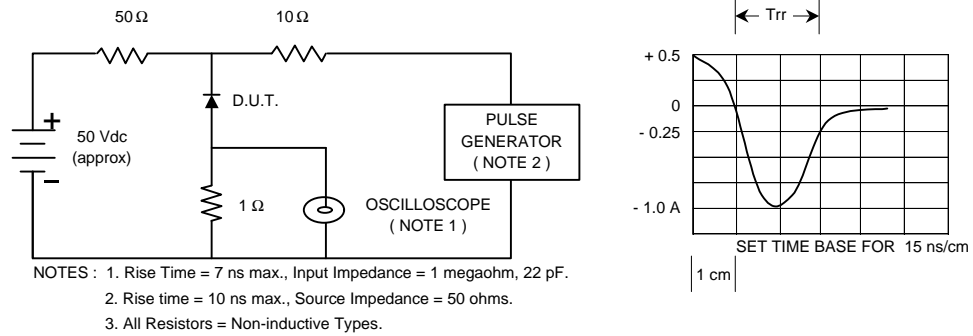 50 Ω
10 Ω
Trr
+ 0.5
D.U.T.
+
50 Vdc
(approx)
−
PULSE
GENERATOR
( NOTE 2 )
0
- 0.25
1 Ω
OSCILLOSCOPE
( NOTE 1 )
- 1.0 A
SET TIME BASE FOR 15 ns/cm
1 cm
NOTES : 1. Rise Time = 7 ns max., Input Impedance = 1 megaohm, 22 pF.
2. Rise time = 10 ns max., Source Impedance = 50 ohms.
3. All Resistors = Non-inductive Types.